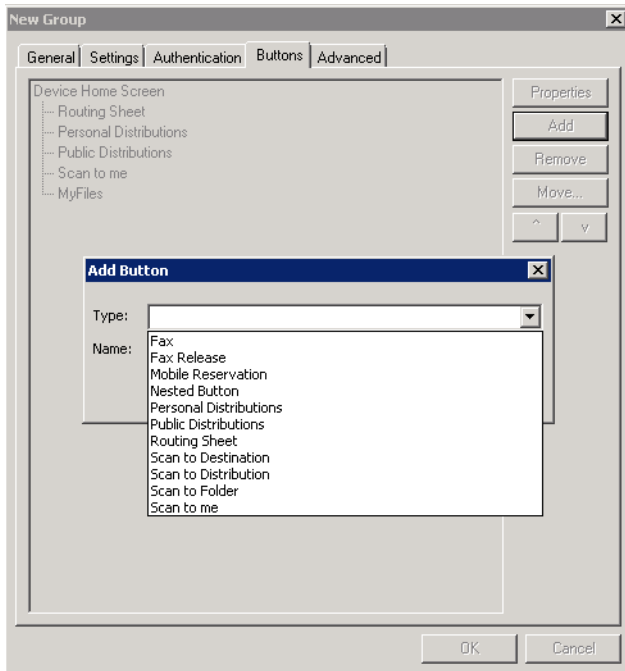 New Group
General Settings Authentication Buttons Advanced
Device Home Screen
Routing Sheet
Personal Distributions
Public Distributions
Scan to me
MyFiles
Properties
Add
Remove
Move...
^ v
Add Button
Type:
Name:
Fax
Fax Release
Mobile Reservation
Nested Button
Personal Distributions
Public Distributions
Routing Sheet
Scan to Destination
Scan to Distribution
Scan to Folder
Scan to me
OK Cancel